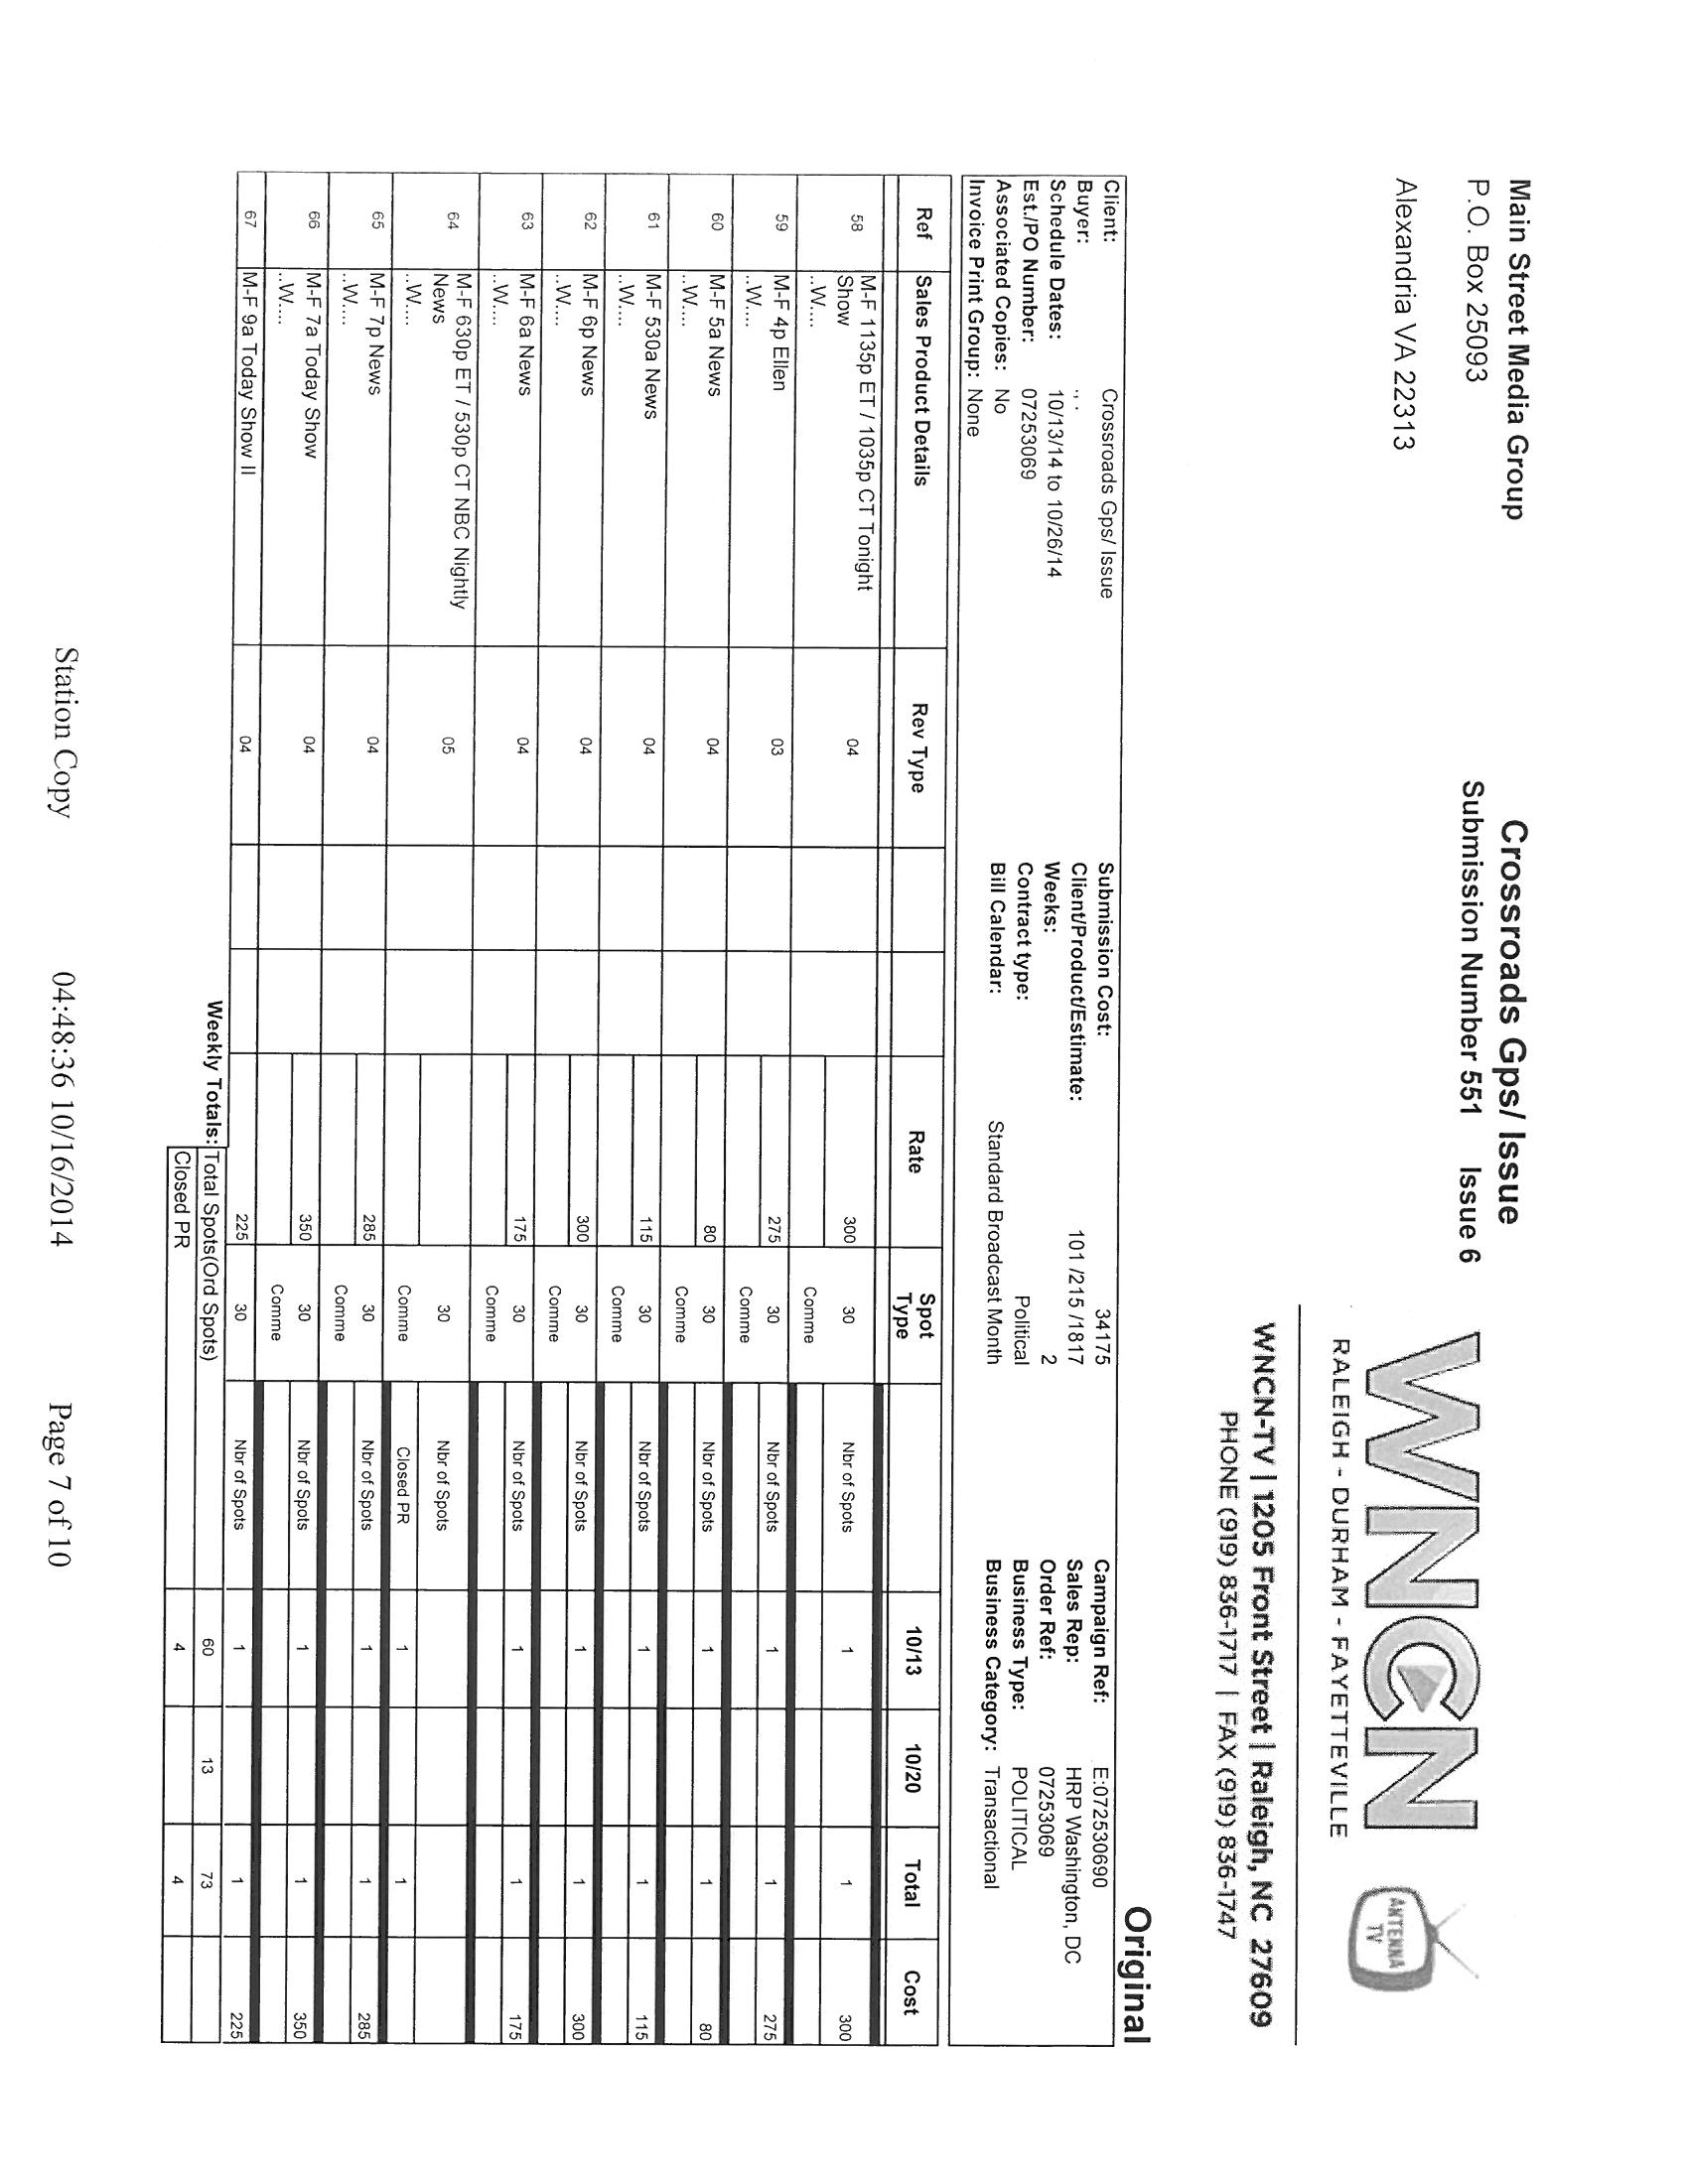 Main Street Media Group
P.O. Box 25093
Alexandria VA 22313
Crossroads Gps/ Issue
Submission Number 551 Issue 6
WNCN
RALEIGH - DURHAM - FAYETTEVILLE
ANTENNA TV
WNCN-TV | 1205 Front Street | Raleigh, NC 27609
PHONE (919) 836-1717 | FAX (919) 836-1747
Original
Client: Crossroads Gps/ Issue Submission Cost: 34175 Campaign Ref: E:072530690
Buyer: ., . Client/Product/Estimate: 101 /215 /1817 Sales Rep: HRP Washington, DC
Schedule Dates: 10/13/14 to 10/26/14 Weeks: 2 Order Ref: 07253069
Est./PO Number: 07253069 Contract type: Political Business Type: POLITICAL
Associated Copies: No Bill Calendar: Standard Broadcast Month Business Category: Transactional
Invoice Print Group: None
Ref Sales Product Details Rev Type Rate Spot Type 10/13 10/20 Total Cost
58 M-F 1135p ET / 1035p CT Tonight Show 04 300 30 Nbr of Spots 1 1 300
..W.... Comme
59 M-F 4p Ellen 03 275 30 Nbr of Spots 1 1 275
..W.... Comme
60 M-F 5a News 04 80 30 Nbr of Spots 1 1 80
..W.... Comme
61 M-F 530a News 04 115 30 Nbr of Spots 1 1 115
..W.... Comme
62 M-F 6p News 04 300 30 Nbr of Spots 1 1 300
..W.... Comme
63 M-F 6a News 04 175 30 Nbr of Spots 1 1 175
..W.... Comme
64 M-F 630p ET / 530p CT NBC Nightly News 05 30 Nbr of Spots
..W.... Comme Closed PR 1 1
65 M-F 7p News 04 285 30 Nbr of Spots 1 1 285
..W.... Comme
66 M-F 7a Today Show 04 350 30 Nbr of Spots 1 1 350
..W.... Comme
67 M-F 9a Today Show II 04 225 30 Nbr of Spots 1 1 225
Weekly Totals: Total Spots(Ord Spots) 60 13 73
Closed PR 4 4
Station Copy 04:48:36 10/16/2014 Page 7 of 10